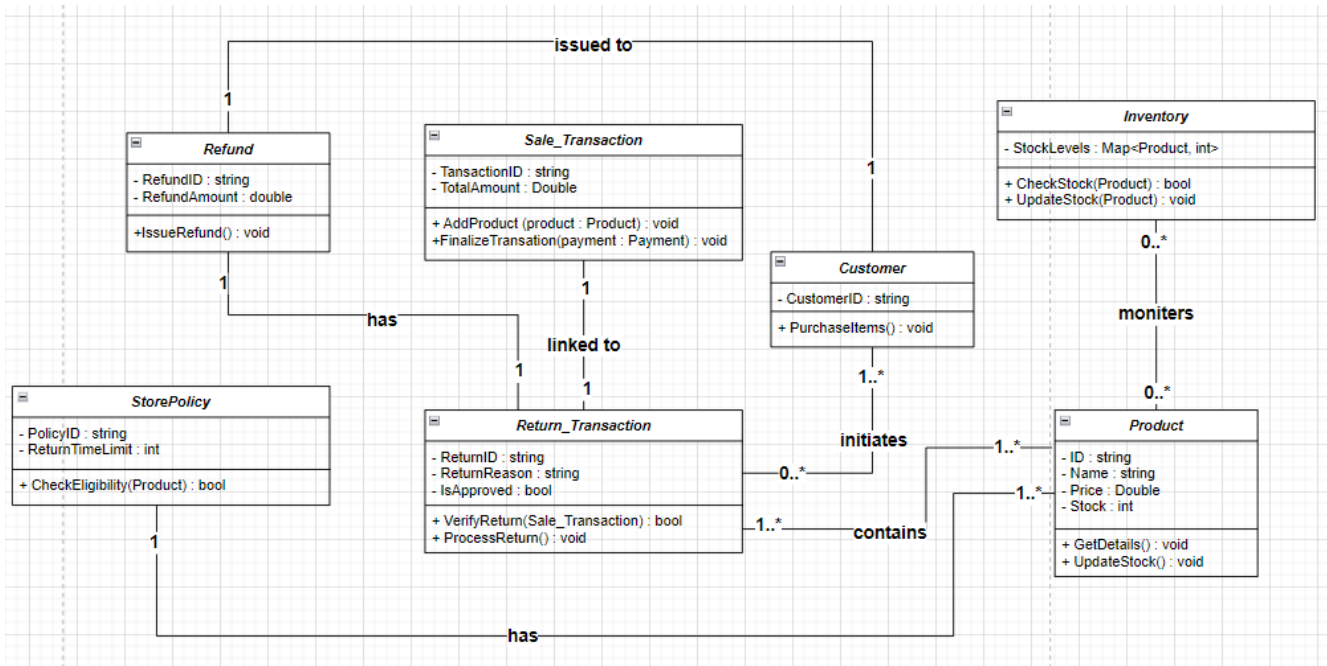 issued to
1
1
Refund
- RefundID : string
- RefundAmount : double
+IssueRefund() : void
Sale_Transaction
- TansactionID : string
- TotalAmount : Double
+ AddProduct (product : Product) : void
+FinalizeTransation(payment : Payment) : void
Inventory
- StockLevels : Map<Product, int>
+ CheckStock(Product) : bool
+ UpdateStock(Product) : void
Customer
- CustomerID : string
+ PurchaseItems() : void
1
has
1
1
linked to
1
0..*
moniters
0..*
1..*
initiates
0..*
StorePolicy
- PolicyID : string
- ReturnTimeLimit : int
+ CheckEligibility(Product) : bool
Return_Transaction
- ReturnID : string
- ReturnReason : string
- IsApproved : bool
+ VerifyReturn(Sale_Transaction) : bool
+ ProcessReturn() : void
Product
- ID : string
- Name : string
- Price : Double
- Stock : int
+ GetDetails() : void
+ UpdateStock() : void
1..*
contains
1..*
1..*
1
has